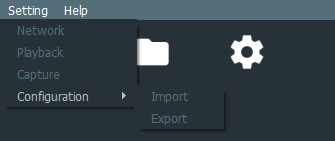 Setting Help
Network
Playback
Capture
Configuration
Import
Export